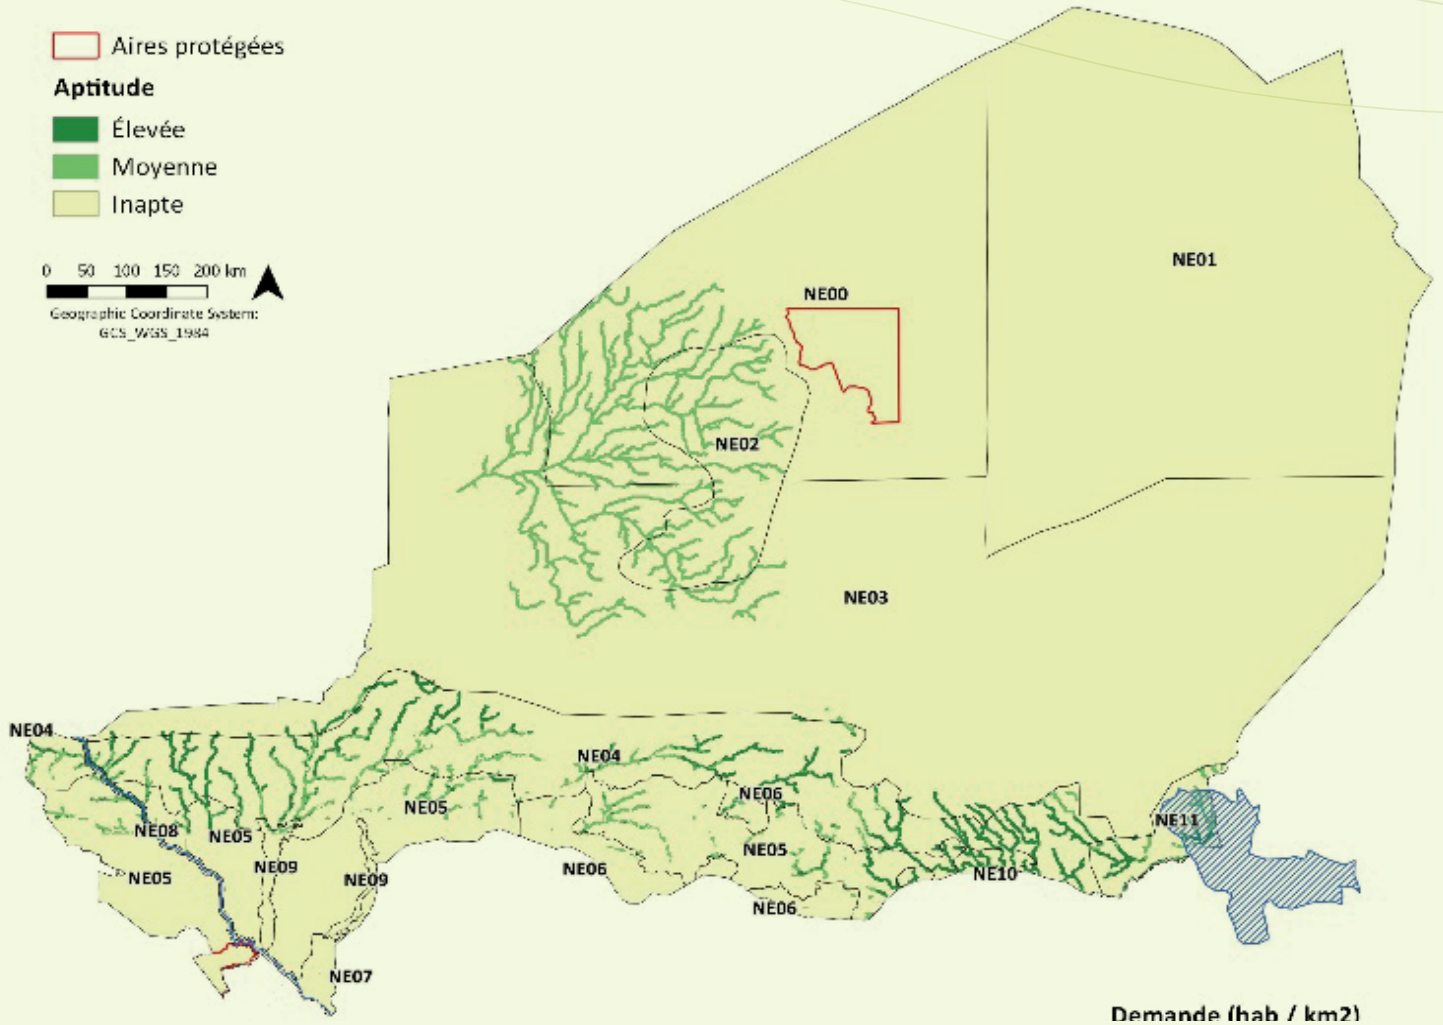 Aires protégées
Aptitude
Élevée
Moyenne
Inapte
0 50 100 150 200 km
Geographic Coordinate System:
GCS_WGS_1984
NE01
NE00
NE02
NE03
NE04
NE04
NE06
NE05
NE08
NE05
NE11
NE05
NE09
NE06
NE10
NE05
NE09
NE06
NE07
Demande (hab / km2)